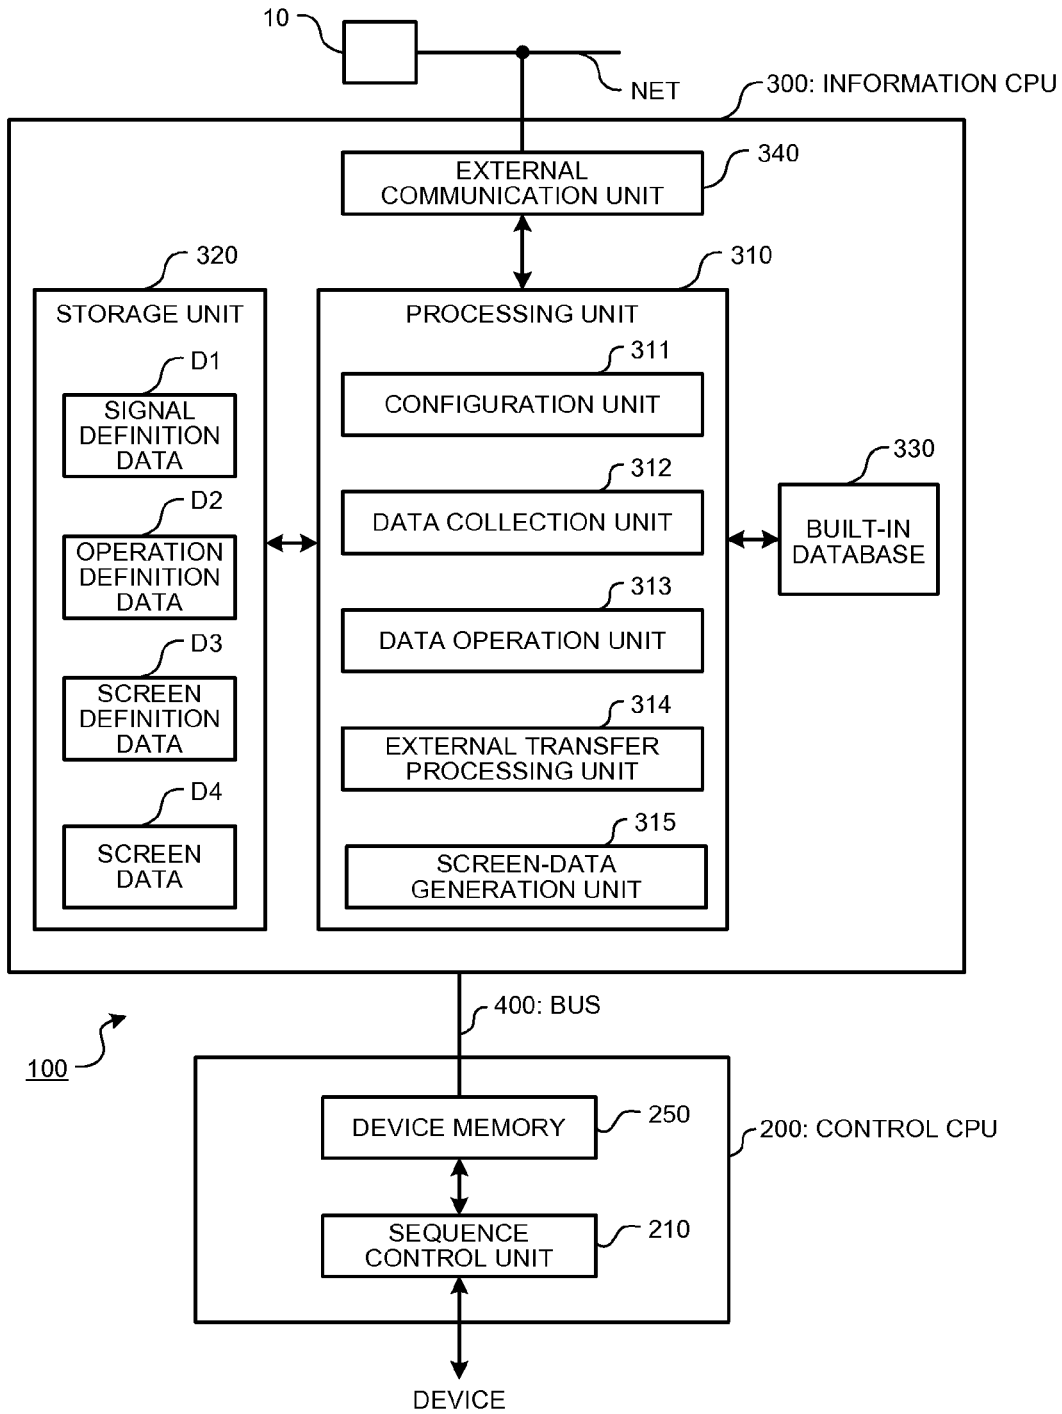 10
NET
300: INFORMATION CPU
EXTERNAL
COMMUNICATION UNIT
340
320
310
STORAGE UNIT
PROCESSING UNIT
D1
SIGNAL
DEFINITION
DATA
D2
OPERATION
DEFINITION
DATA
D3
SCREEN
DEFINITION
DATA
D4
SCREEN
DATA
311
CONFIGURATION UNIT
312
DATA COLLECTION UNIT
313
DATA OPERATION UNIT
314
EXTERNAL TRANSFER
PROCESSING UNIT
315
SCREEN-DATA
GENERATION UNIT
330
BUILT-IN
DATABASE
400: BUS
100
DEVICE MEMORY
250
200: CONTROL CPU
SEQUENCE
CONTROL UNIT
210
DEVICE